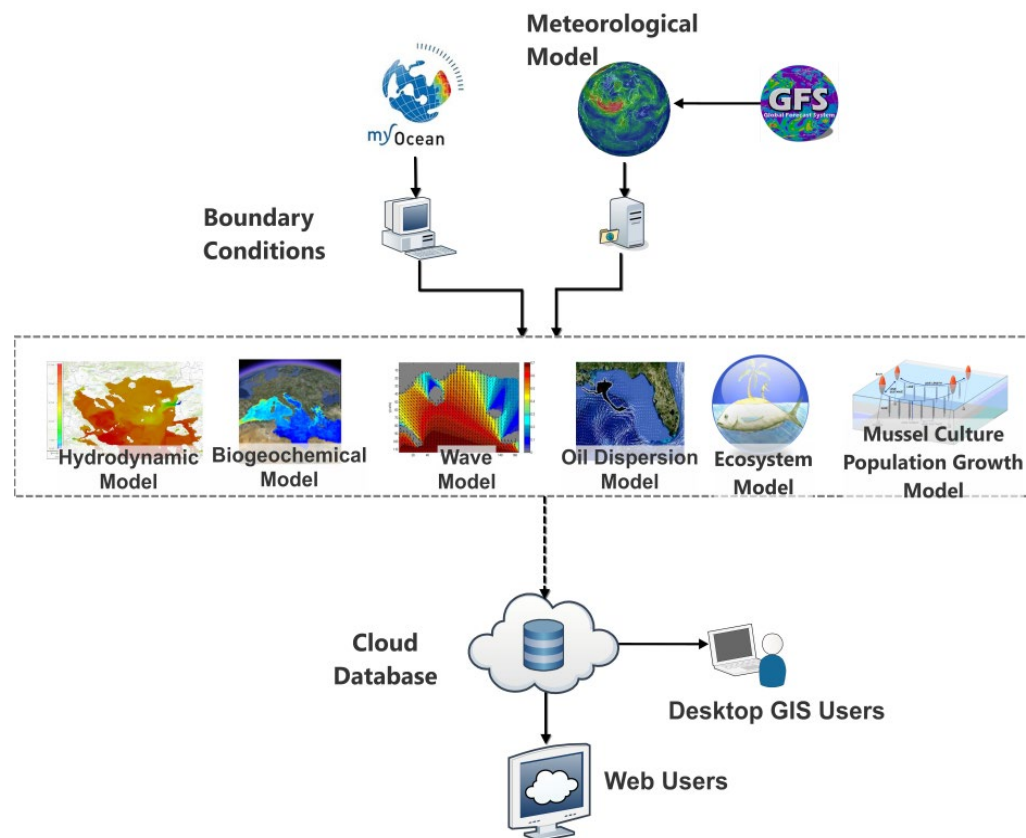 Meteorological
Model
my Ocean
GFS
Global Forecast System
Boundary
Conditions
Hydrodynamic
Model
Biogeochemical
Model
Wave
Model
Oil Dispersion
Model
Ecosystem
Model
Mussel Culture
Population Growth
Model
Cloud
Database
Desktop GIS Users
Web Users